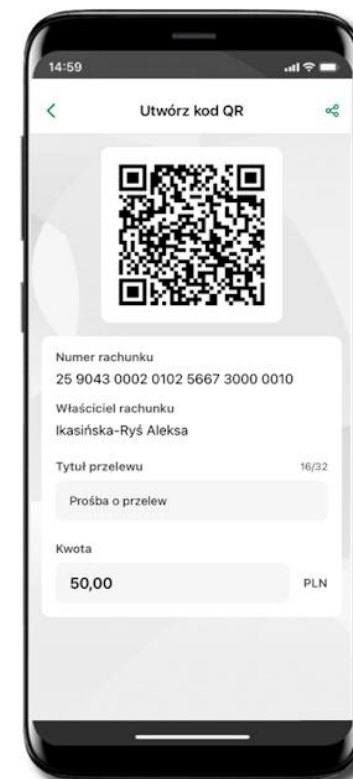 14:59
Utwórz kod QR
Numer rachunku
25 9043 0002 0102 5667 3000 0010
Właściciel rachunku
Ikasińska-Ryś Aleksa
Tytuł przelewu 16/32
Prośba o przelew
Kwota
50,00 PLN